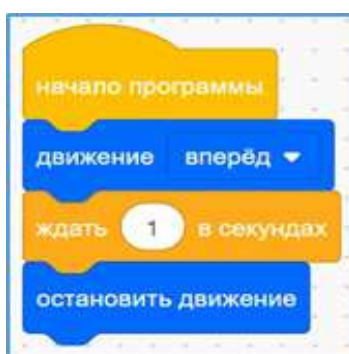 начало программы
движение вперёд
ждать 1 в секундах
остановить движение